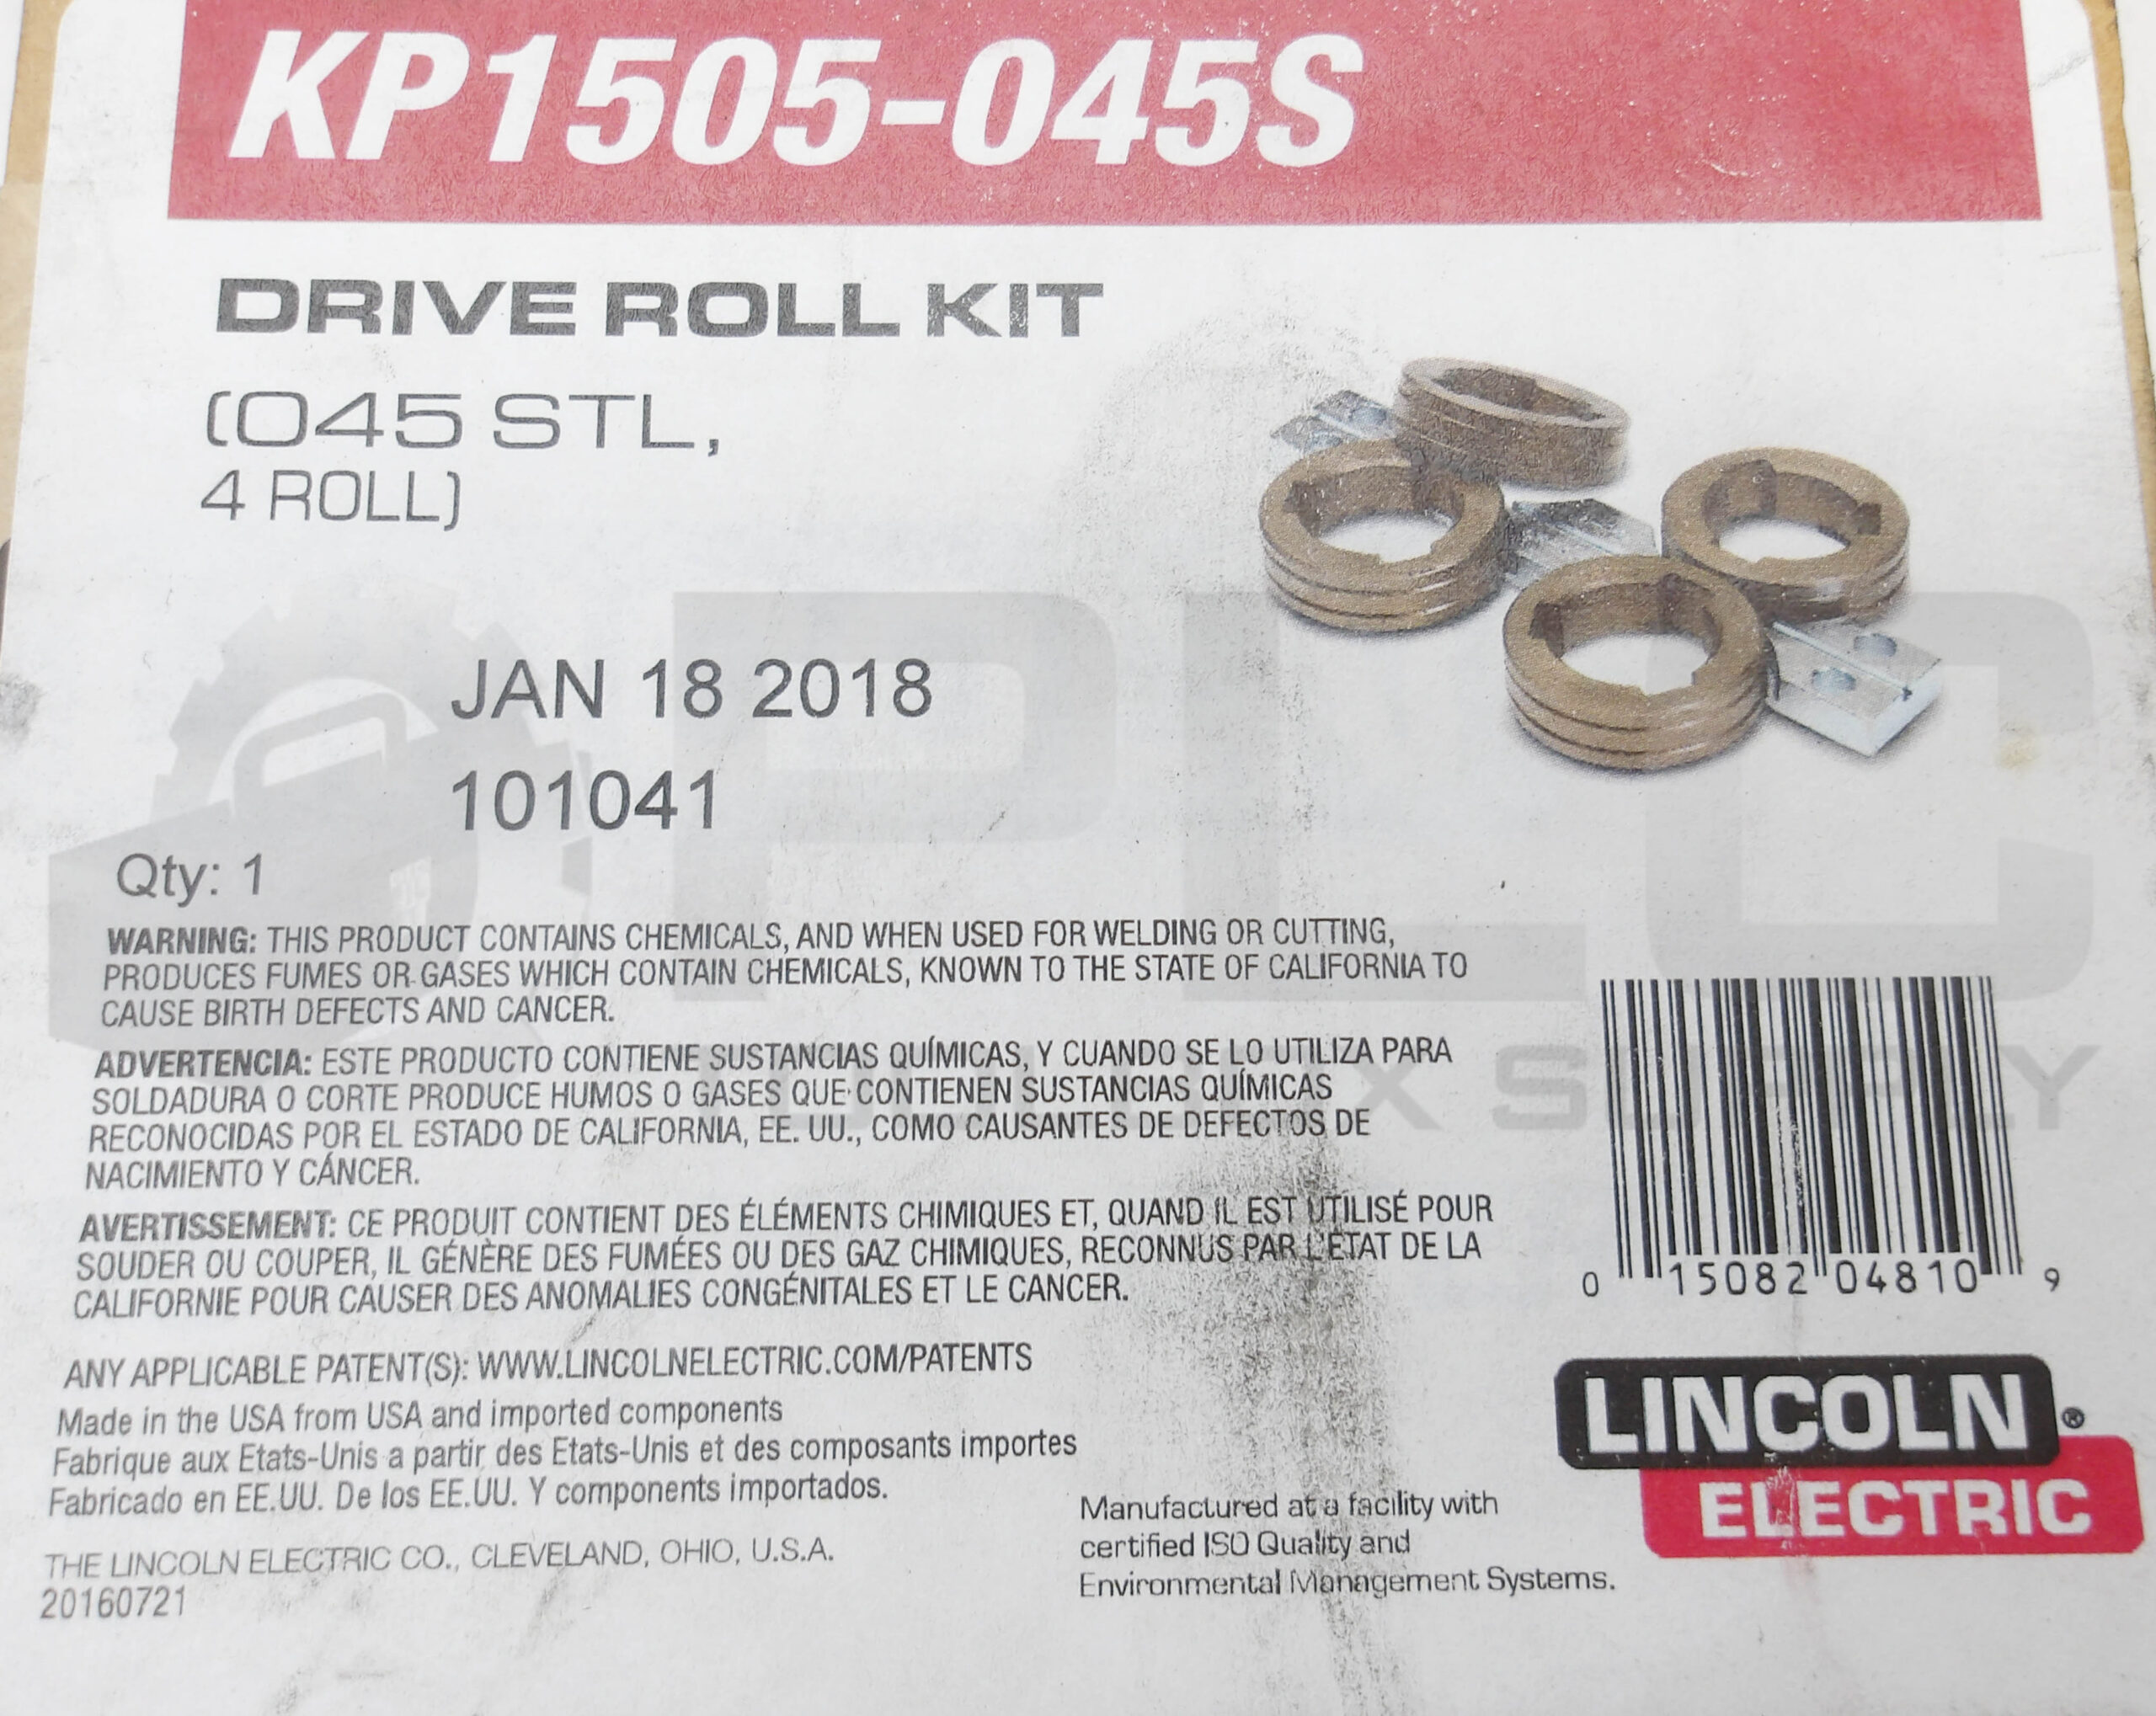 KP1505-045S
DRIVE ROLL KIT
(045 STL,
4 ROLL)
JAN 18 2018
101041
Qty: 1
WARNING: THIS PRODUCT CONTAINS CHEMICALS, AND WHEN USED FOR WELDING OR CUTTING,
PRODUCES FUMES OR GASES WHICH CONTAIN CHEMICALS, KNOWN TO THE STATE OF CALIFORNIA TO
CAUSE BIRTH DEFECTS AND CANCER.
ADVERTENCIA: ESTE PRODUCTO CONTIENE SUSTANCIAS QUÍMICAS, Y CUANDO SE LO UTILIZA PARA
SOLDADURA O CORTE PRODUCE HUMOS O GASES QUE CONTIENEN SUSTANCIAS QUÍMICAS
RECONOCIDAS POR EL ESTADO DE CALIFORNIA, EE. UU., COMO CAUSANTES DE DEFECTOS DE
NACIMIENTO Y CÁNCER.
AVERTISSEMENT: CE PRODUIT CONTIENT DES ÉLÉMENTS CHIMIQUES ET, QUAND IL EST UTILISÉ POUR
SOUDER OU COUPER, IL GÉNÈRE DES FUMÉES OU DES GAZ CHIMIQUES, RECONNUS PAR L'ÉTAT DE LA
CALIFORNIE POUR CAUSER DES ANOMALIES CONGÉNITALES ET LE CANCER.
ANY APPLICABLE PATENT(S): WWW.LINCOLNELECTRIC.COM/PATENTS
Made in the USA from USA and imported components
Fabrique aux Etats-Unis a partir des Etats-Unis et des composants importes
Fabricado en EE.UU. De los EE.UU. Y components importados.
THE LINCOLN ELECTRIC CO., CLEVELAND, OHIO, U.S.A.
20160721
Manufactured at a facility with
certified ISO Quality and
Environmental Management Systems.
0 15082 04810 9
LINCOLN ®
ELECTRIC
PLC
SUPPLY